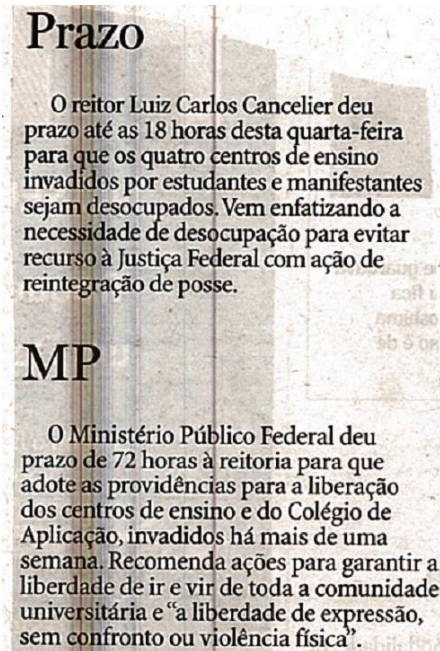 Prazo
O reitor Luiz Carlos Cancelier deu
prazo até as 18 horas desta quarta-feira
para que os quatro centros de ensino
invadidos por estudantes e manifestantes
sejam desocupados. Vem enfatizando a
necessidade de desocupação para evitar
recurso à Justiça Federal com ação de
reintegração de posse.
MP
O Ministério Público Federal deu
prazo de 72 horas à reitoria para que
adote as providências para a liberação
dos centros de ensino e do Colégio de
Aplicação, invadidos há mais de uma
semana. Recomenda ações para garantir a
liberdade de ir e vir de toda a comunidade
universitária e “a liberdade de expressão,
sem confronto ou violência física”.